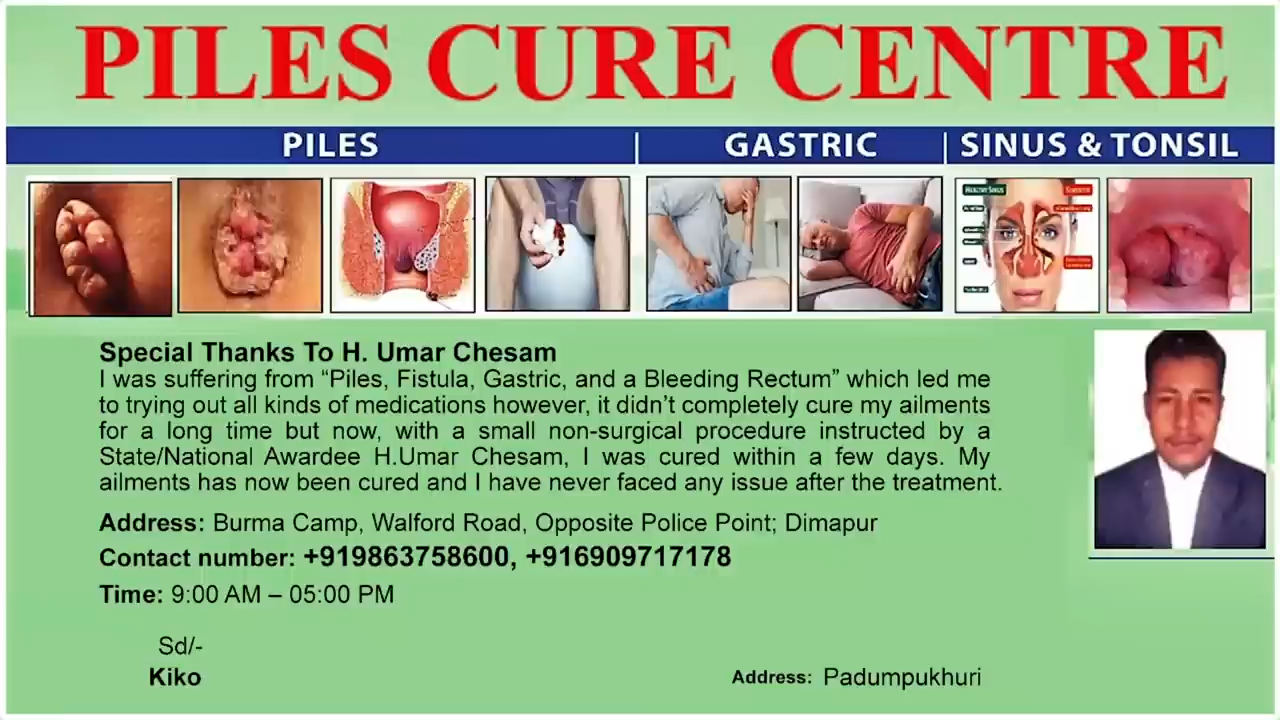 PILES CURE CENTRE
PILES | GASTRIC | SINUS & TONSIL
Special Thanks To H. Umar Chesam
I was suffering from “Piles, Fistula, Gastric, and a Bleeding Rectum” which led me
to trying out all kinds of medications however, it didn’t completely cure my ailments
for a long time but now, with a small non-surgical procedure instructed by a
State/National Awardee H.Umar Chesam, I was cured within a few days. My
ailments has now been cured and I have never faced any issue after the treatment.
Address: Burma Camp, Walford Road, Opposite Police Point; Dimapur
Contact number: +919863758600, +916909717178
Time: 9:00 AM – 05:00 PM
Sd/-
Kiko
Address: Padumpukhuri